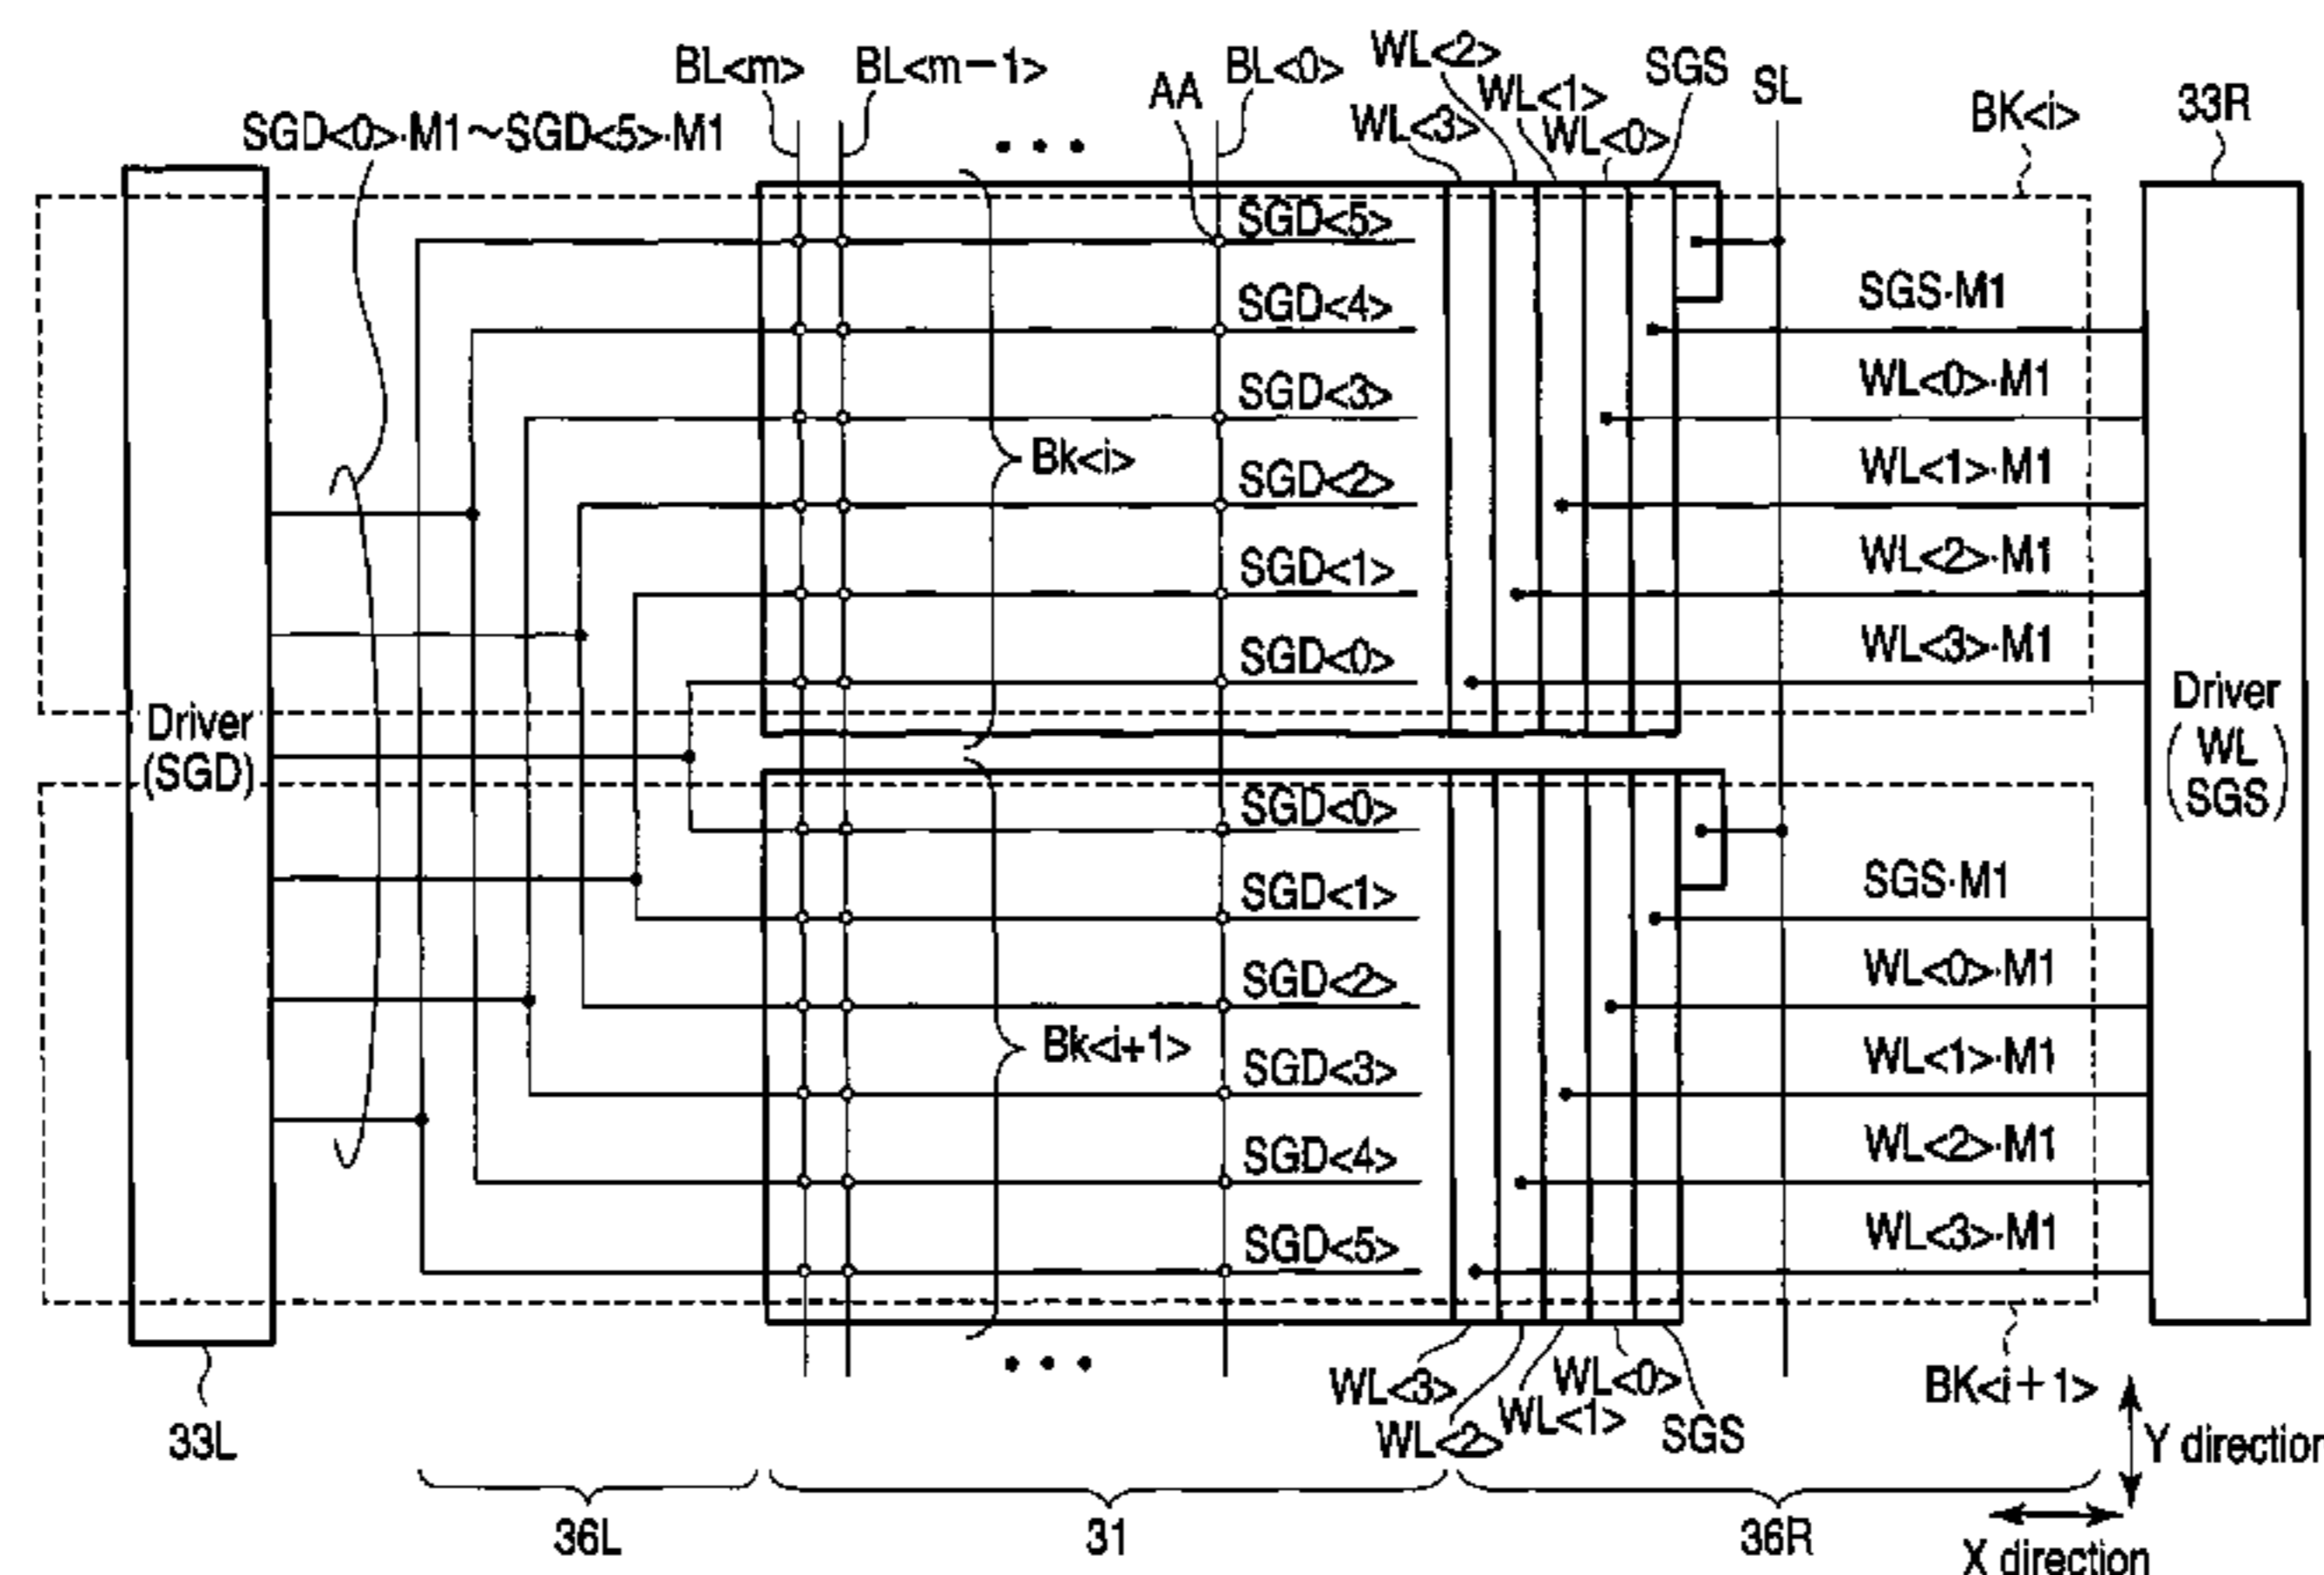 BL<m>
BL<m−1>
AA
BL<0>
WL<2>
WL<3>
WL<1>
WL<0>
SGS
SL
BK<i>
33R
SGD<0>·M1~SGD<5>·M1
SGD<5>
SGD<4>
SGD<3>
SGD<2>
SGD<1>
SGD<0>
Bk<i>
SGS·M1
WL<0>·M1
WL<1>·M1
WL<2>·M1
WL<3>·M1
Driver
(SGD)
Driver
(WL
SGS)
SGD<0>
SGD<1>
SGD<2>
SGD<3>
SGD<4>
SGD<5>
Bk<i+1>
SGS·M1
WL<0>·M1
WL<1>·M1
WL<2>·M1
WL<3>·M1
33L
WL<3>
WL<2>
WL<1>
WL<0>
SGS
BK<i+1>
Y direction
X direction
36L
31
36R